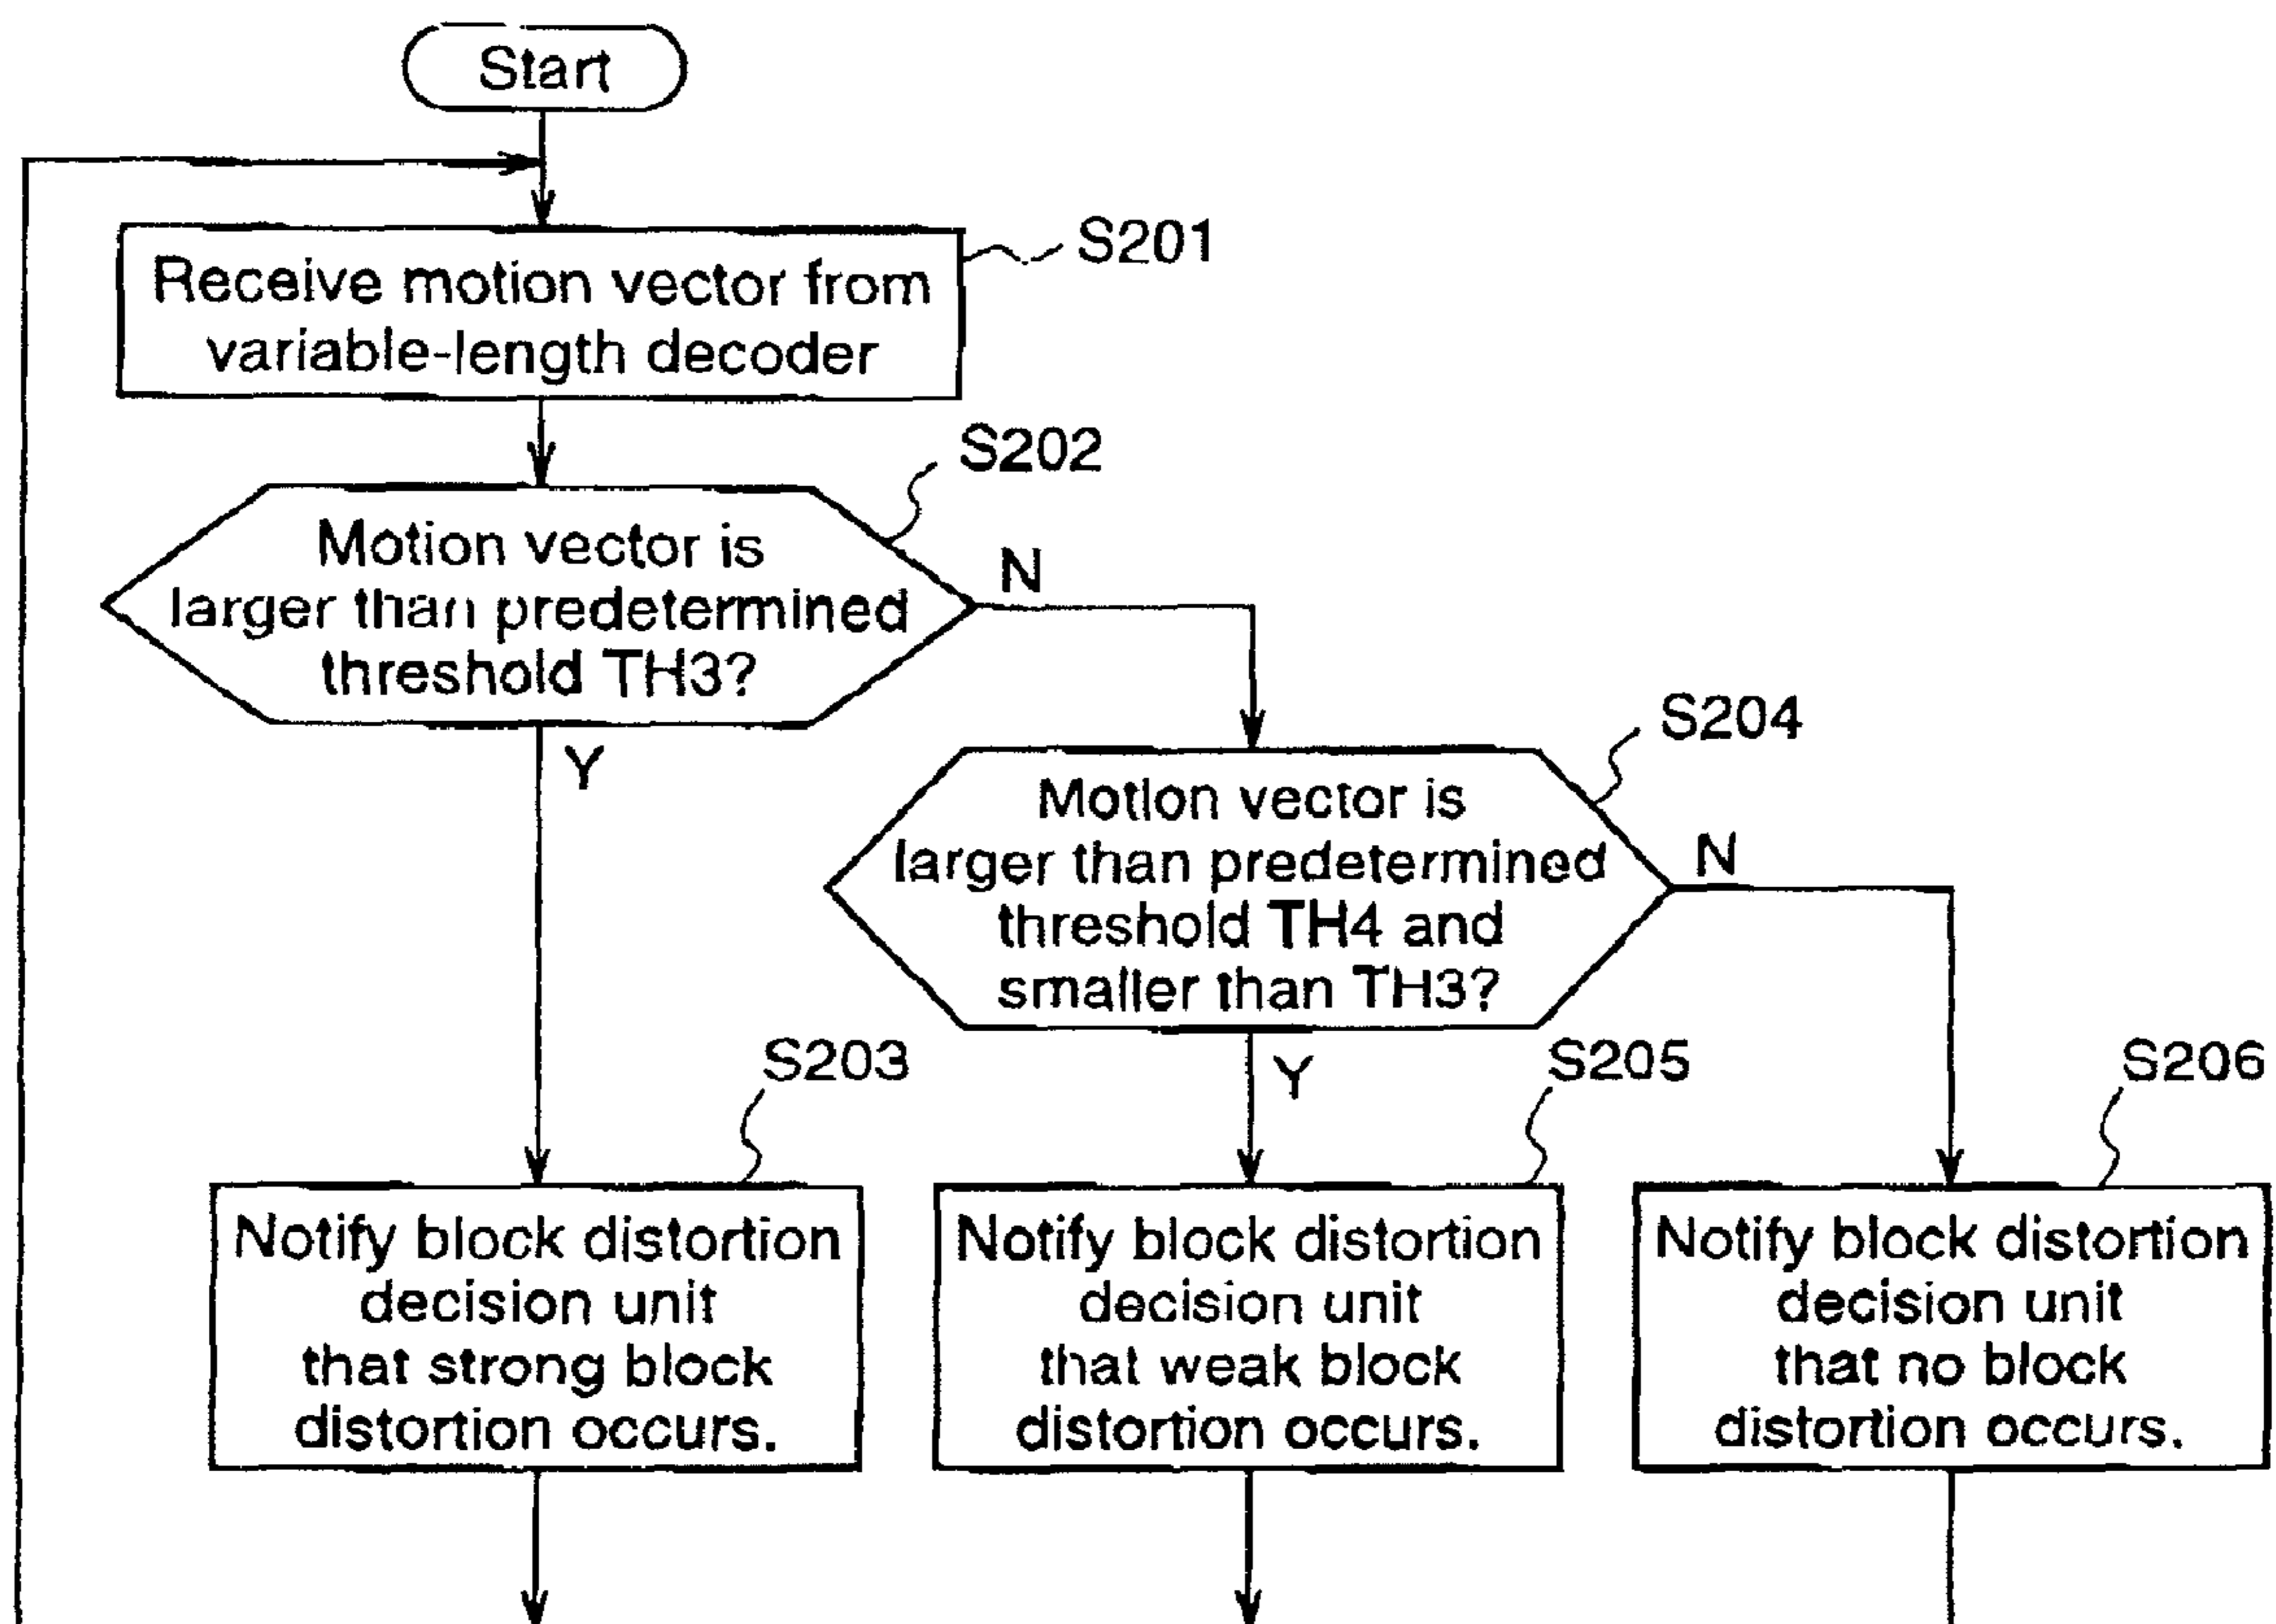 Start
S201
Receive motion vector from
variable-length decoder
S202
Motion vector is
larger than predetermined
threshold TH3?
N
Y
S204
Motion vector is
larger than predetermined
threshold TH4 and
smaller than TH3?
N
Y
S203
Notify block distortion
decision unit
that strong block
distortion occurs.
S205
Notify block distortion
decision unit
that weak block
distortion occurs.
S206
Notify block distortion
decision unit
that no block
distortion occurs.